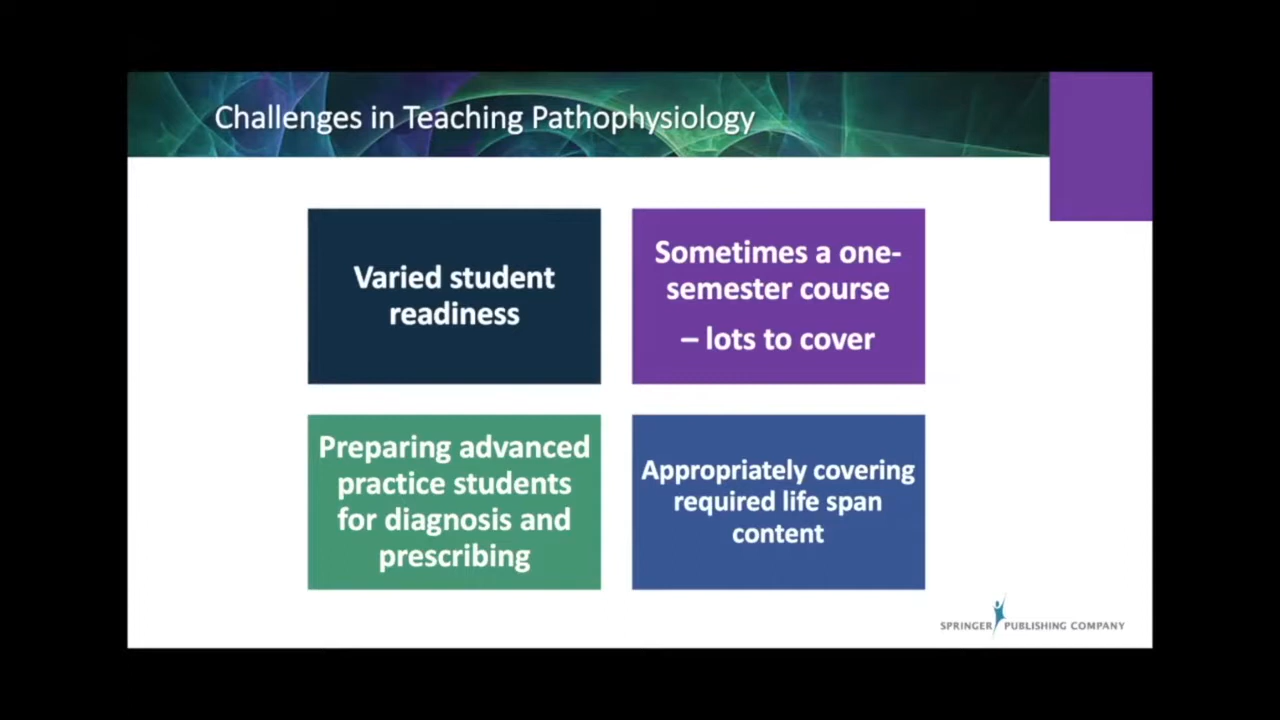 Challenges in Teaching Pathophysiology
Varied student
readiness
Sometimes a one-
semester course
– lots to cover
Preparing advanced
practice students
for diagnosis and
prescribing
Appropriately covering
required life span
content
SPRINGER PUBLISHING COMPANY